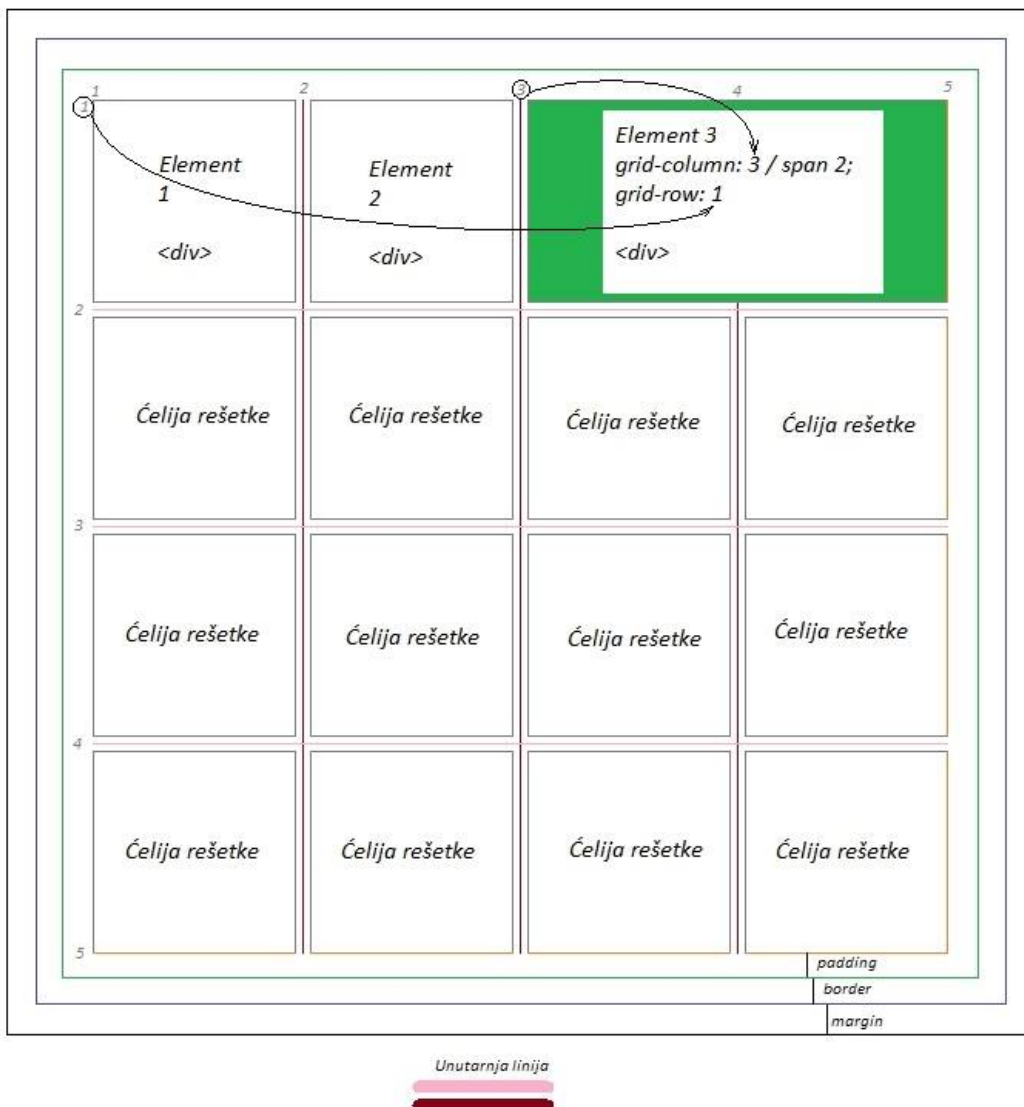 1 2 3 4 5
1
Element
1
<div>
Element
2
<div>
Element 3
grid-column: 3 / span 2;
grid-row: 1
<div>
2
Ćelija rešetke
Ćelija rešetke
Ćelija rešetke
Ćelija rešetke
3
Ćelija rešetke
Ćelija rešetke
Ćelija rešetke
Ćelija rešetke
4
Ćelija rešetke
Ćelija rešetke
Ćelija rešetke
Ćelija rešetke
5
padding
border
margin
Unutarnja linija